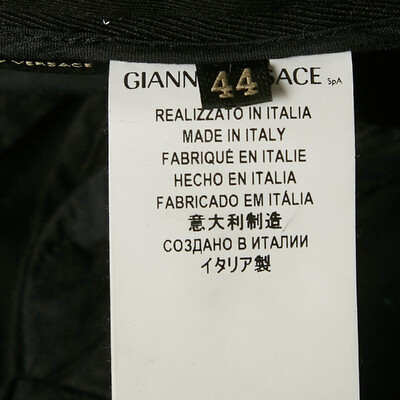 VERSACE
GIANN 44 SACE SpA
REALIZZATO IN ITALIA
MADE IN ITALY
FABRIQUÉ EN ITALIE
HECHO EN ITALIA
FABRICADO EM ITÁLIA
意大利制造
СОЗДАНО В ИТАЛИИ
イタリア製